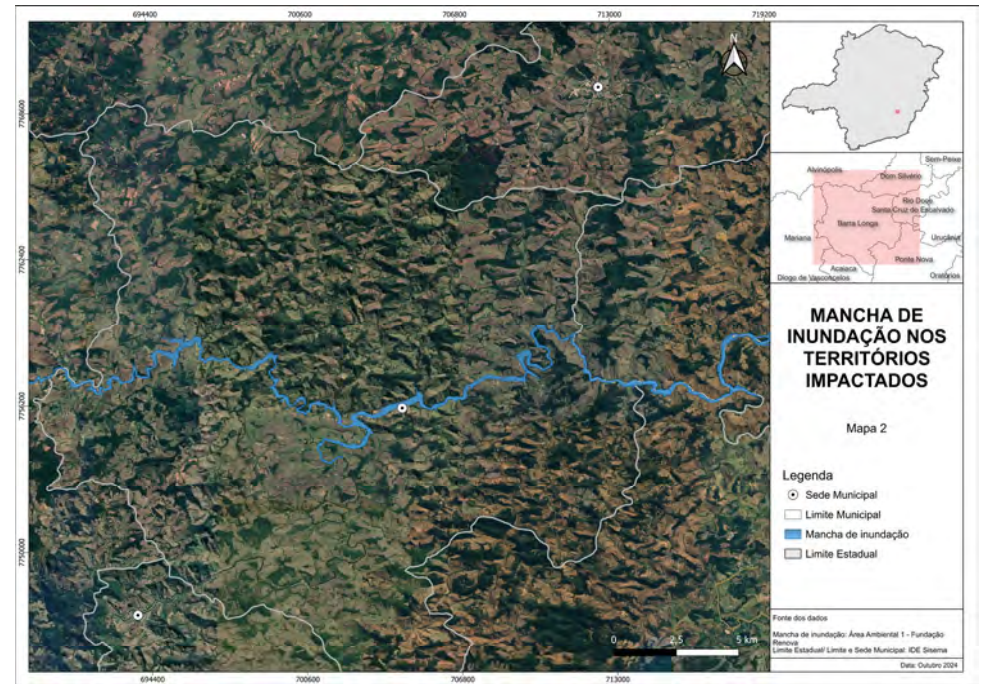 694400 700600 706800 713000 719200
7768600
7762400
7756200
7750000
N
0 2,5 5 km
694400 700600 706800 713000
Sem-Peixe
Alvinópolis
Dom Silvério
Rio Doce
Santa Cruz do Escalvado
Barra Longa
Mariana
Urucânia
Ponte Nova
Acaiaca
Diogo de Vasconcelos
Oratórios
MANCHA DE
INUNDAÇÃO NOS
TERRITÓRIOS
IMPACTADOS
Mapa 2
Legenda
Sede Municipal
Limite Municipal
Mancha de inundação
Limite Estadual
Fonte dos dados
Mancha de inundação: Área Ambiental 1 - Fundação
Renova
Limite Estadual/ Limite e Sede Municipal: IDE Sisema
Data: Outubro 2024